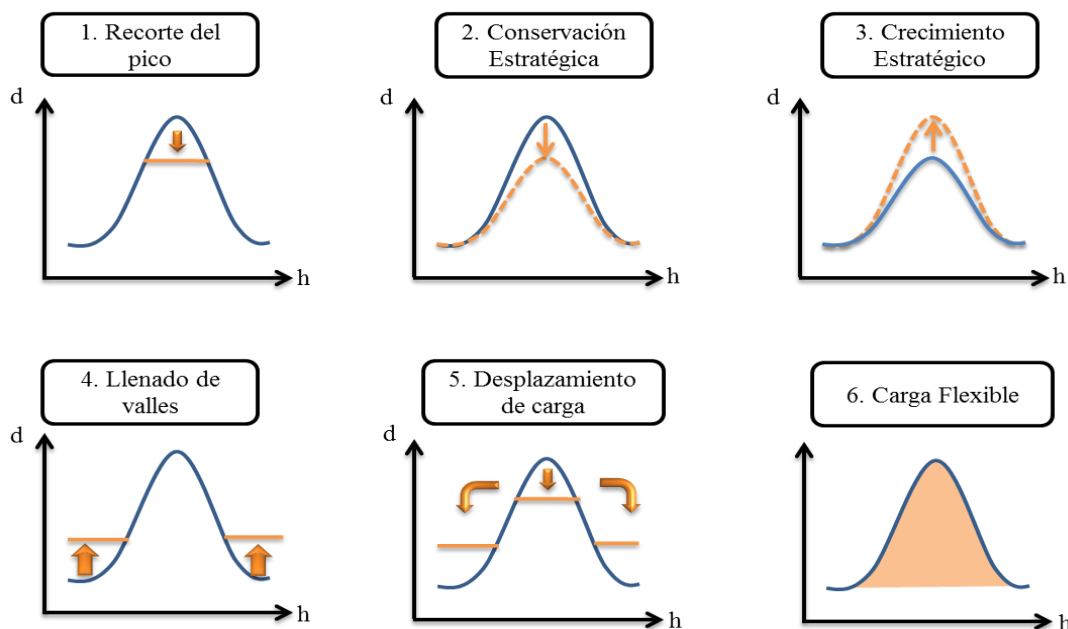 1. Recorte del
pico
2. Conservación
Estratégica
3. Crecimiento
Estratégico
d
h
d
h
d
h
4. Llenado de
valles
5. Desplazamiento
de carga
6. Carga Flexible
d
h
d
h
h